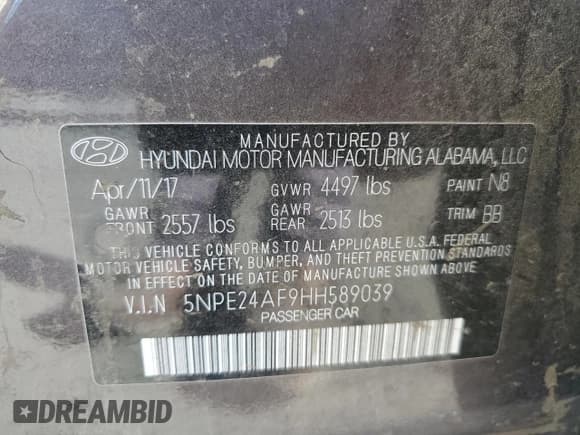 MANUFACTURED BY
HYUNDAI MOTOR MANUFACTURING ALABAMA, LLC
Apr/11/17 GVWR 4497 lbs PAINT N8
GAWR FRONT 2557 lbs GAWR REAR 2513 lbs TRIM BB
THIS VEHICLE CONFORMS TO ALL APPLICABLE U.S.A. FEDERAL
MOTOR VEHICLE SAFETY, BUMPER, AND THEFT PREVENTION STANDARDS
IN EFFECT ON THE DATE OF MANUFACTURE SHOWN ABOVE.
V.I.N 5NPE24AF9HH589039
PASSENGER CAR
DREAMBID